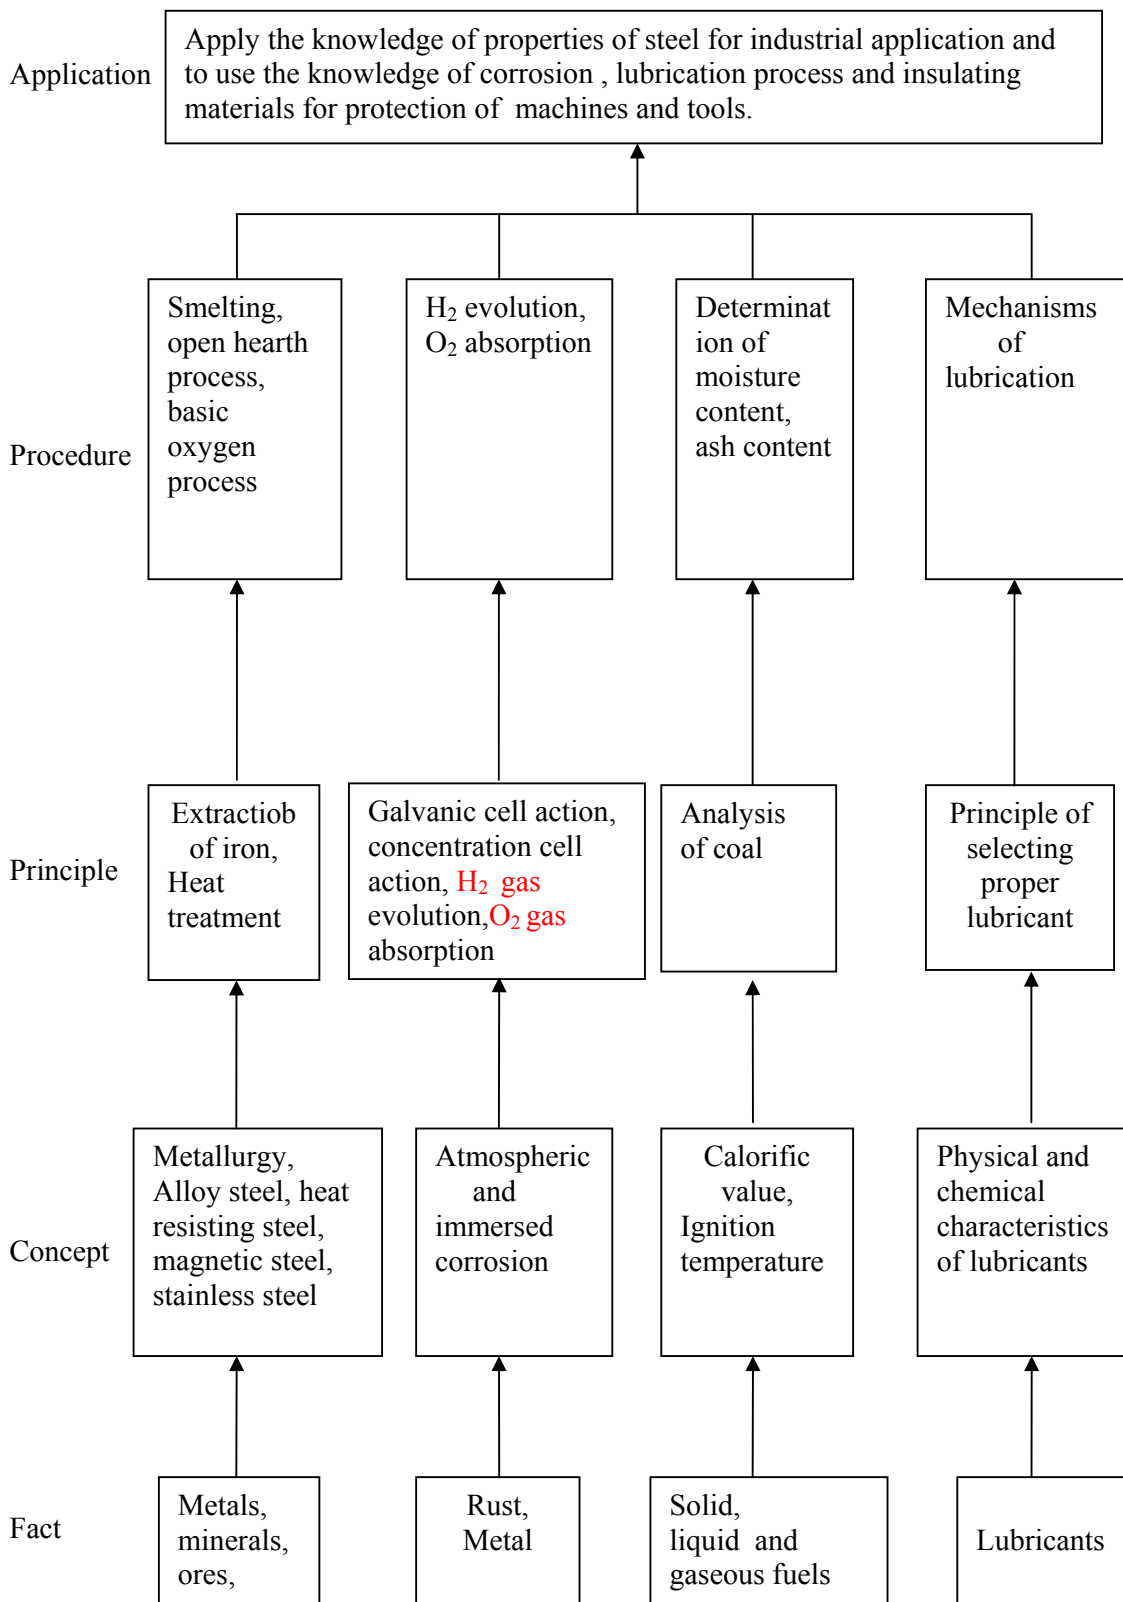 Application
Apply the knowledge of properties of steel for industrial application and
to use the knowledge of corrosion , lubrication process and insulating
materials for protection of machines and tools.
Procedure
Smelting,
open hearth
process,
basic
oxygen
process
H₂ evolution,
O₂ absorption
Determinat
ion of
moisture
content,
ash content
Mechanisms
of
lubrication
Principle
Extractiob
of iron,
Heat
treatment
Galvanic cell action,
concentration cell
action, H₂ gas
evolution,O₂ gas
absorption
Analysis
of coal
Principle of
selecting
proper
lubricant
Concept
Metallurgy,
Alloy steel, heat
resisting steel,
magnetic steel,
stainless steel
Atmospheric
and
immersed
corrosion
Calorific
value,
Ignition
temperature
Physical and
chemical
characteristics
of lubricants
Fact
Metals,
minerals,
ores,
Rust,
Metal
Solid,
liquid and
gaseous fuels
Lubricants